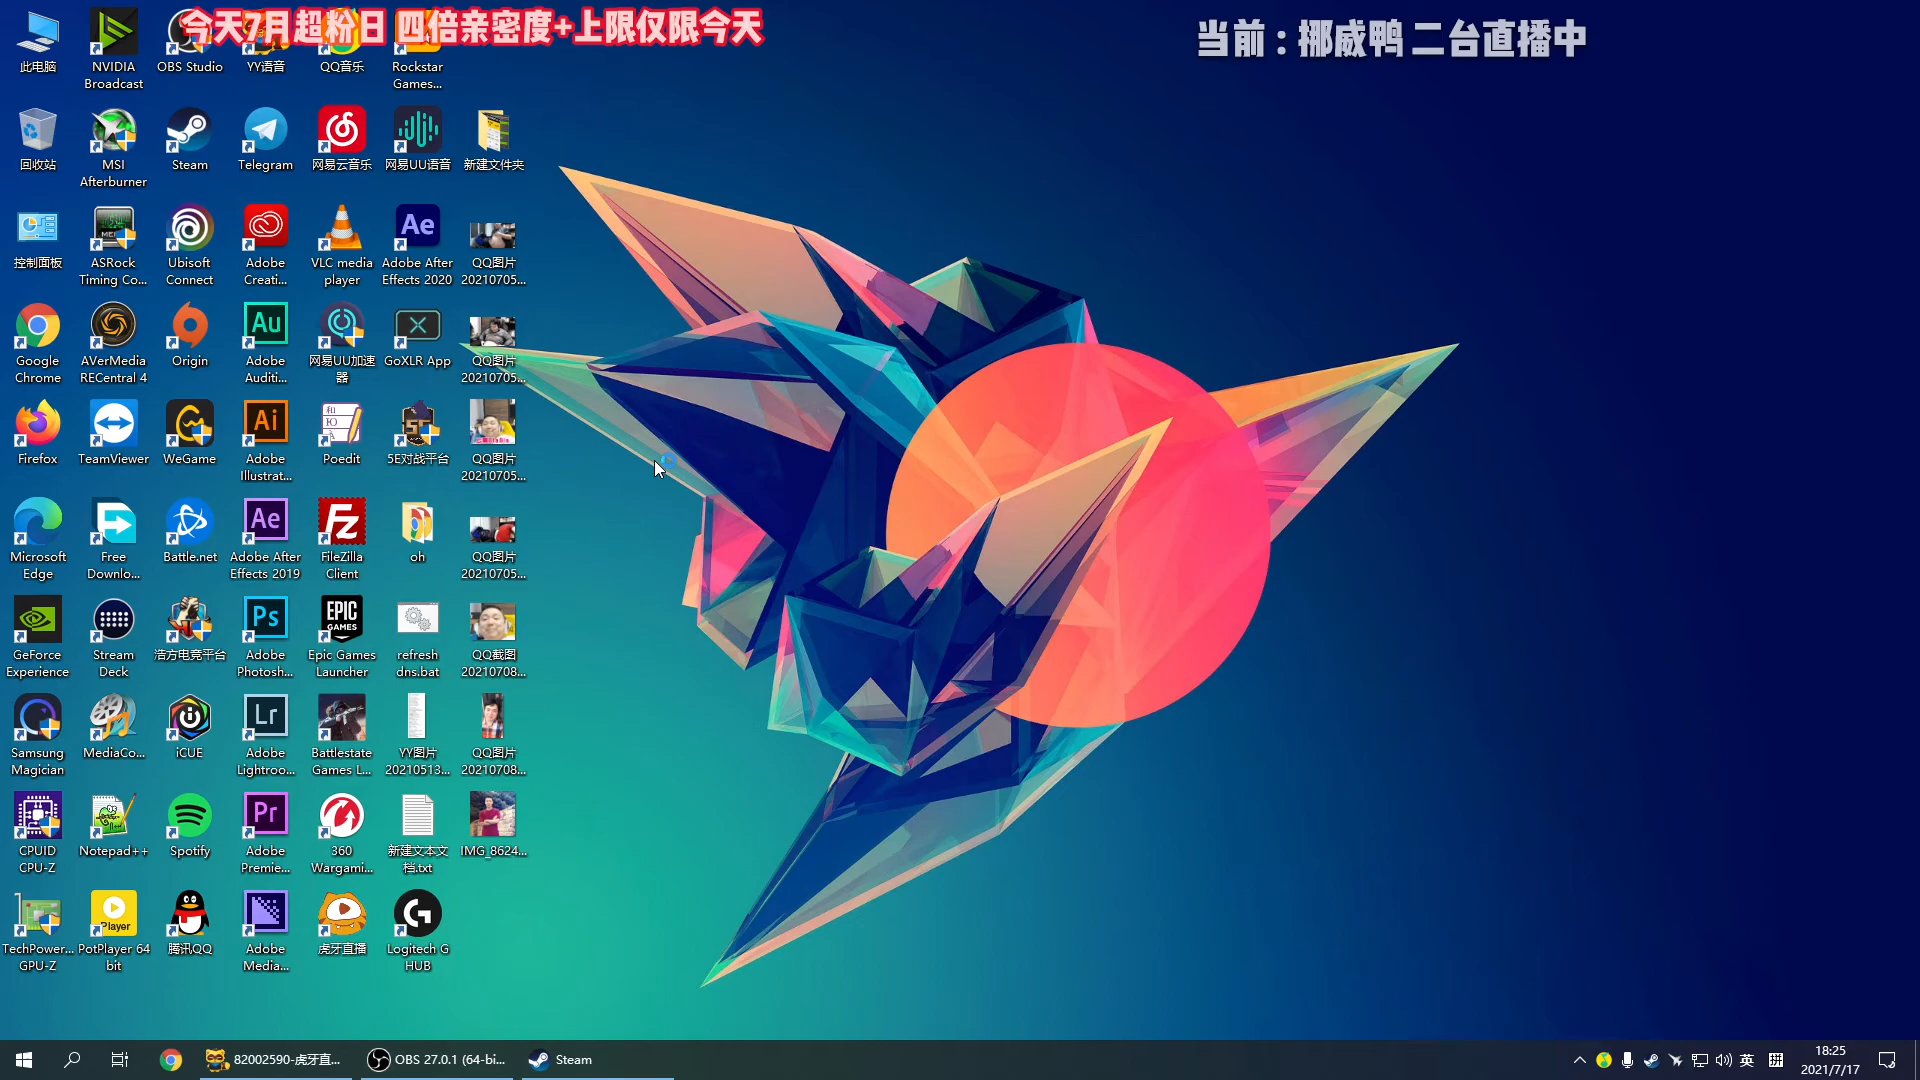 今天7月超粉日 四倍亲密度+上限仅限今天
当前：挪威鸭 二台直播中
此电脑
NVIDIA Broadcast
OBS Studio
YY语音
QQ音乐
Rockstar Games...
回收站
MSI Afterburner
Steam
Telegram
网易云音乐
网易UU语音
新建文件夹
控制面板
ASRock Timing Co...
Ubisoft Connect
Adobe Creati...
VLC media player
Adobe After Effects 2020
QQ图片 20210705...
Google Chrome
AVerMedia RECentral 4
Origin
Adobe Auditi...
网易UU加速器
GoXLR App
QQ图片 20210705...
Firefox
TeamViewer
WeGame
Adobe Illustrat...
Poedit
5E对战平台
QQ图片 20210705...
Microsoft Edge
Free Downlo...
Battle.net
Adobe After Effects 2019
FileZilla Client
oh
QQ图片 20210705...
GeForce Experience
Stream Deck
浩方电竞平台
Adobe Photosh...
Epic Games Launcher
refresh dns.bat
QQ截图 20210708...
Samsung Magician
MediaCo...
iCUE
Adobe Lightroo...
Battlestate Games L...
YY图片 20210513...
QQ图片 20210708...
CPUID CPU-Z
Notepad++
Spotify
Adobe Premie...
360 Wargami...
新建文本文档.txt
IMG_8624...
TechPower... GPU-Z
PotPlayer 64 bit
腾讯QQ
Adobe Media...
虎牙直播
Logitech G HUB
82002590-虎牙直...
OBS 27.0.1 (64-bi...
Steam
英
18:25
2021/7/17